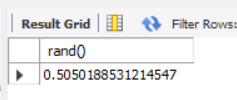 Result Grid Filter Rows:
rand()
0.5050188531214547